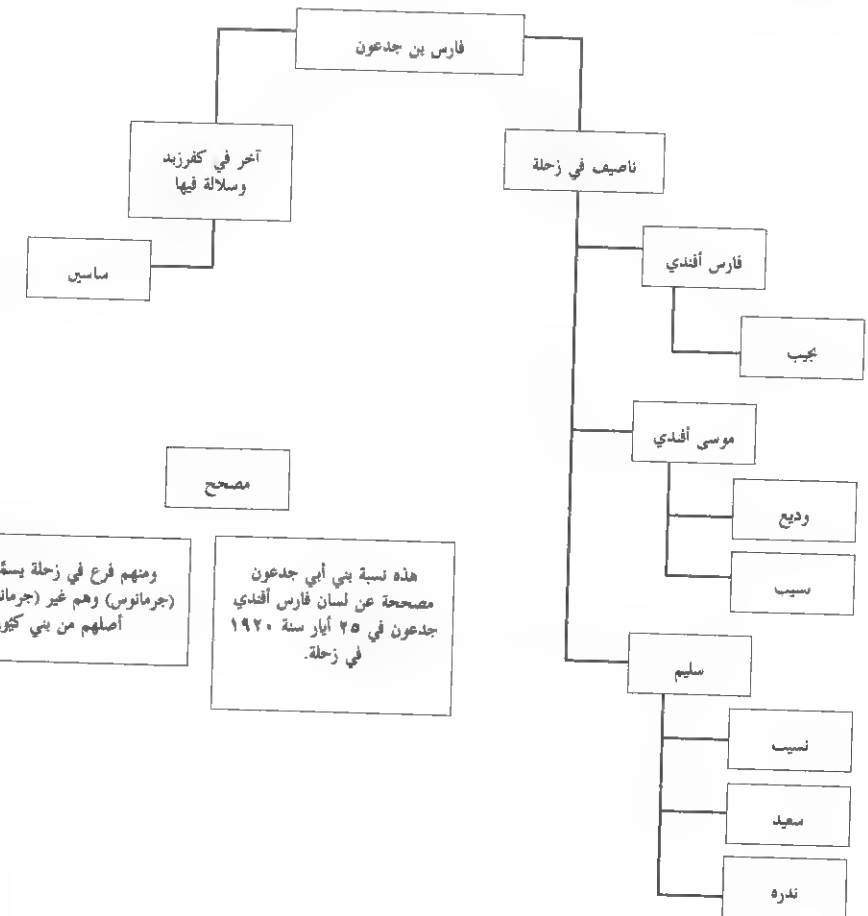 فارس بن جدعون
آخر في كفرزبد
وسلالة فيها
ناصيف في زحلة
ساسين
فارس أفندي
نجيب
موسى أفندي
مصحح
وديع
نسيب
ومنهم فرع في زحلة
(جرمانوس) وهم غير
أصلهم من بني
هذه نسبة بني أبي جدعون
مصححة عن لسان فارس أفندي
جدعون في ٢٥ أيار سنة ١٩٢٠
في زحلة.
سليم
نسيب
سعيد
ندره